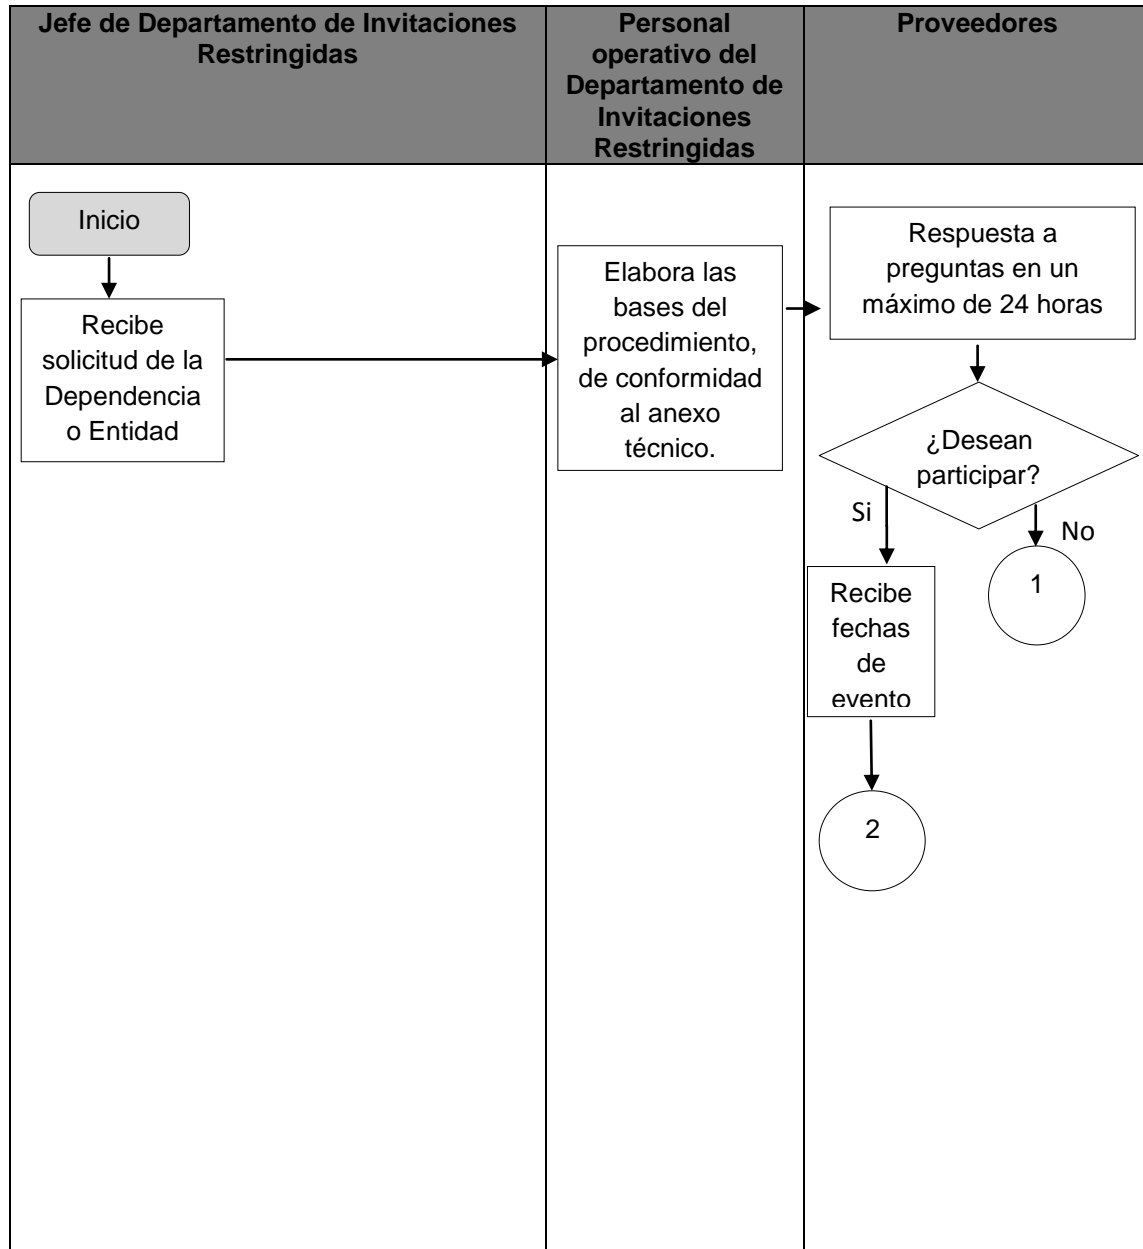 Jefe de Departamento de Invitaciones
Restringidas
Personal
operativo del
Departamento de
Invitaciones
Restringidas
Proveedores
Inicio
Recibe
solicitud de la
Dependencia
o Entidad
Elabora las
bases del
procedimiento,
de conformidad
al anexo
técnico.
Respuesta a
preguntas en un
máximo de 24 horas
¿Desean
participar?
Si
No
Recibe
fechas
de
evento
1
2